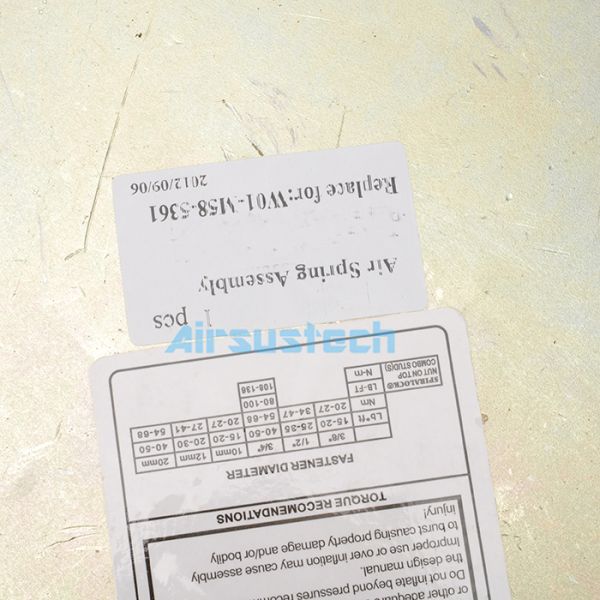 or other
Do not inflate beyond pressures
the design manual.
Improper use or over inflation may cause assembly
to burst causing property damage and/or bodily
injury!
TORQUE RECOMENDATIONS
FASTENER DIAMETER
3/8" 1/2" 3/4" 10mm 12mm 20mm
Lb*ft 15-20 25-35 40-50 15-20 20-30 40-50
Nm 20-27 34-47 54-68 20-27 27-41 54-68
SPIRALOCK®
NUT ON TOP
COMBO STUD(S)
LB-FT 80-100
N-m 108-136
Airsustech
1 pcs
Air Spring Assembly
Replace for:W01-M58-5361
2012/09/06